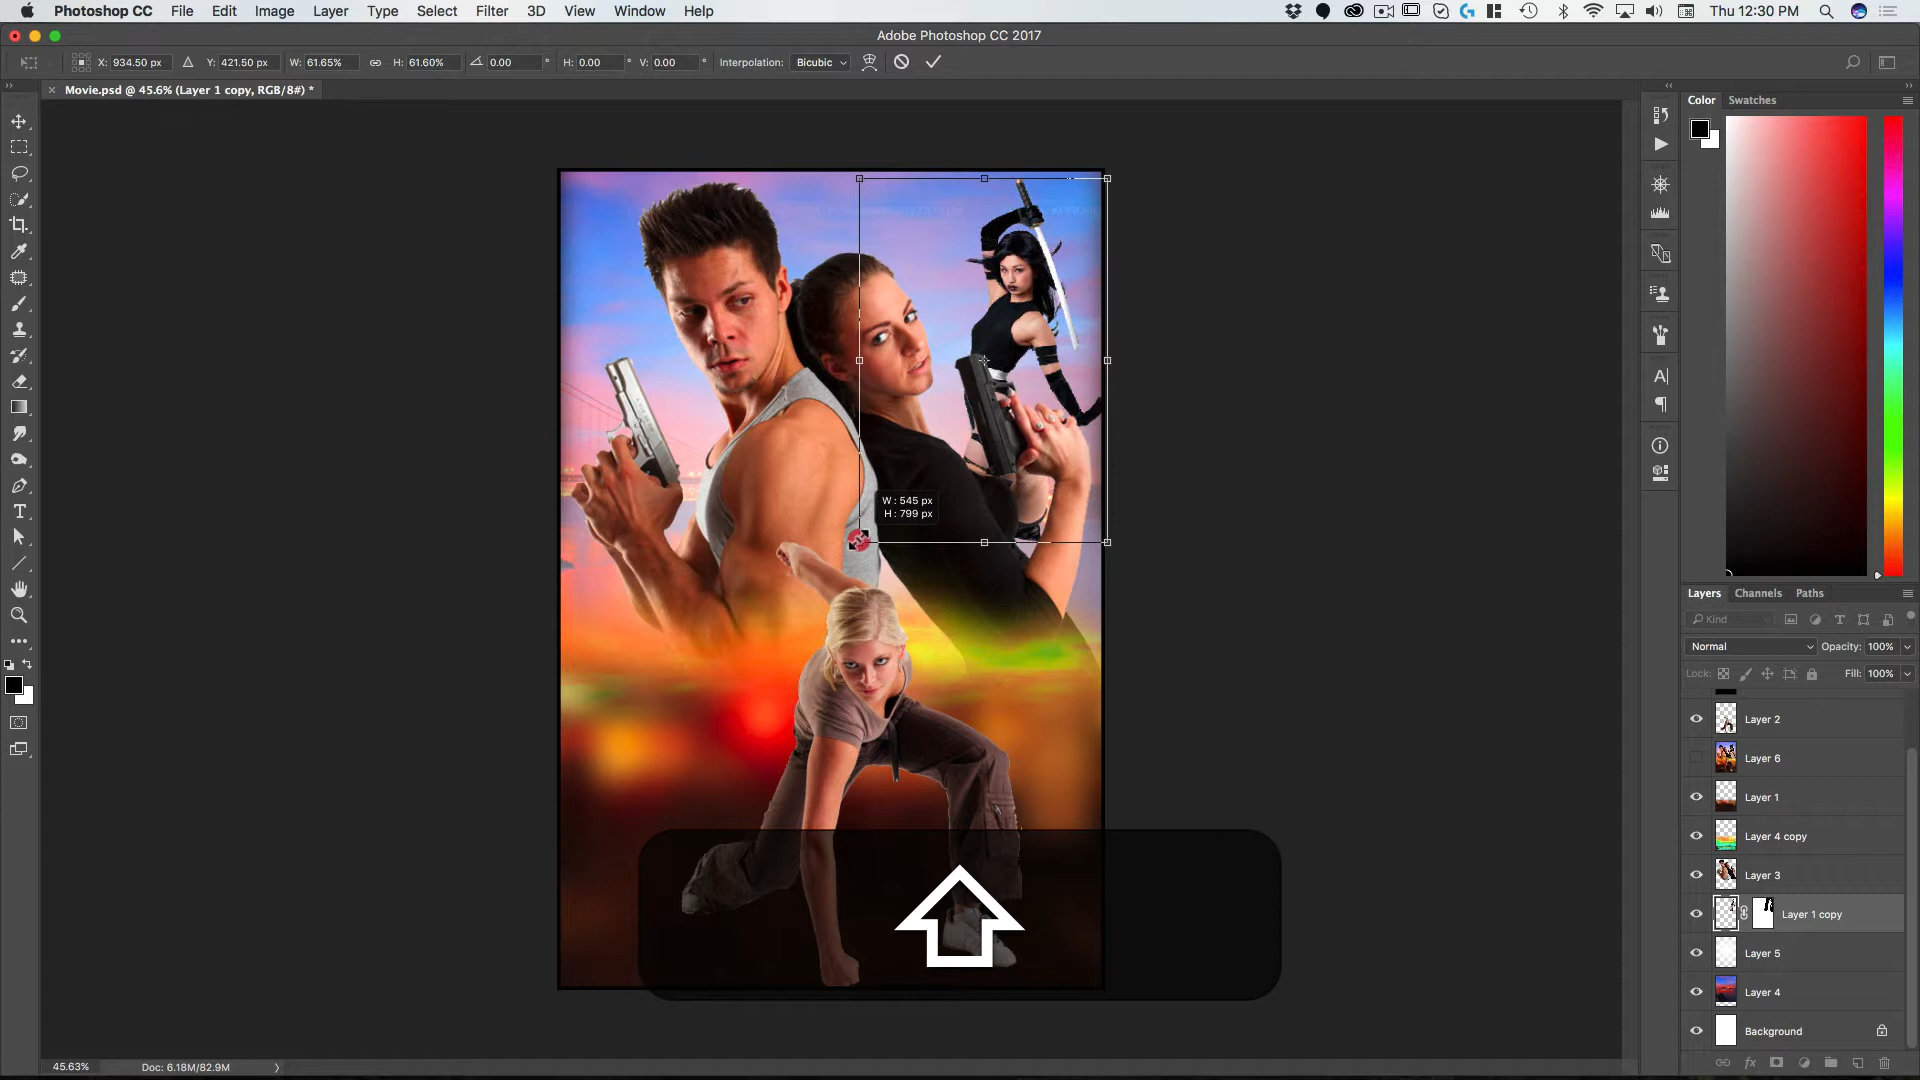 Photoshop CC File Edit Image Layer Type Select Filter 3D View Window Help Thu 12:30 PM
Adobe Photoshop CC 2017
X: 934.50 px Y: 421.50 px W: 61.65% H: 61.60% 0.00 ° H: 0.00 ° V: 0.00 ° Interpolation: Bicubic
Movie.psd @ 45.6% (Layer 1 copy, RGB/8#) *
Color Swatches
W : 545 px
H : 799 px
Layers Channels Paths
Kind
Normal Opacity: 100%
Lock: Fill: 100%
Layer 2
Layer 6
Layer 1
Layer 4 copy
Layer 3
Layer 1 copy
Layer 5
Layer 4
Background
45.63% Doc: 6.18M/82.9M